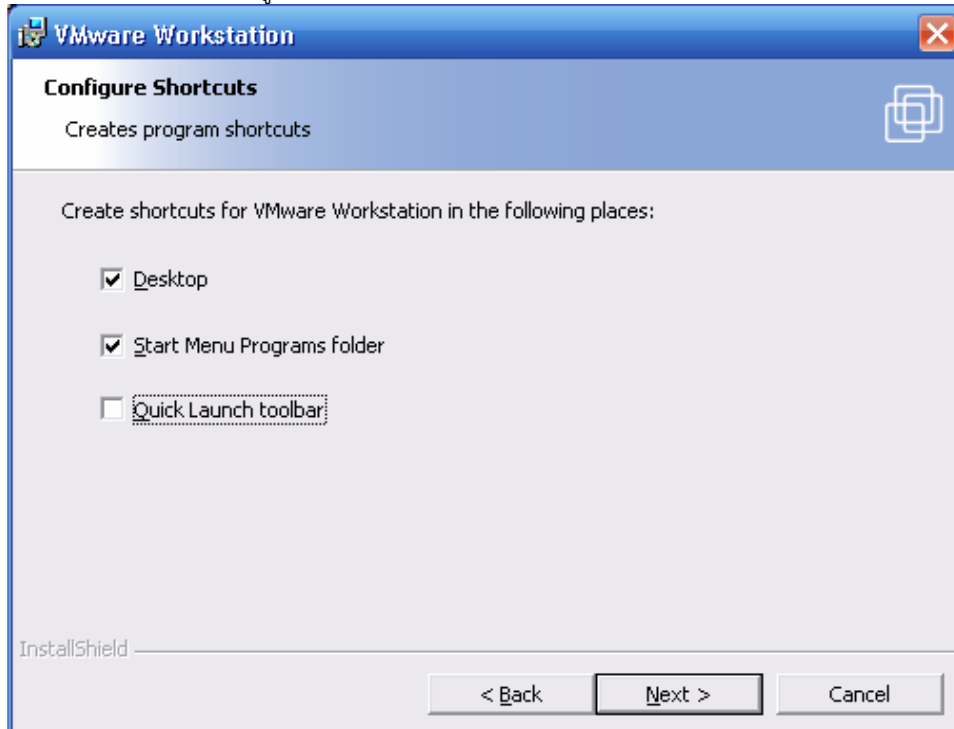 VMware Workstation
Configure Shortcuts
Creates program shortcuts
Create shortcuts for VMware Workstation in the following places:
Desktop
Start Menu Programs folder
Quick Launch toolbar
InstallShield
< Back Next > Cancel